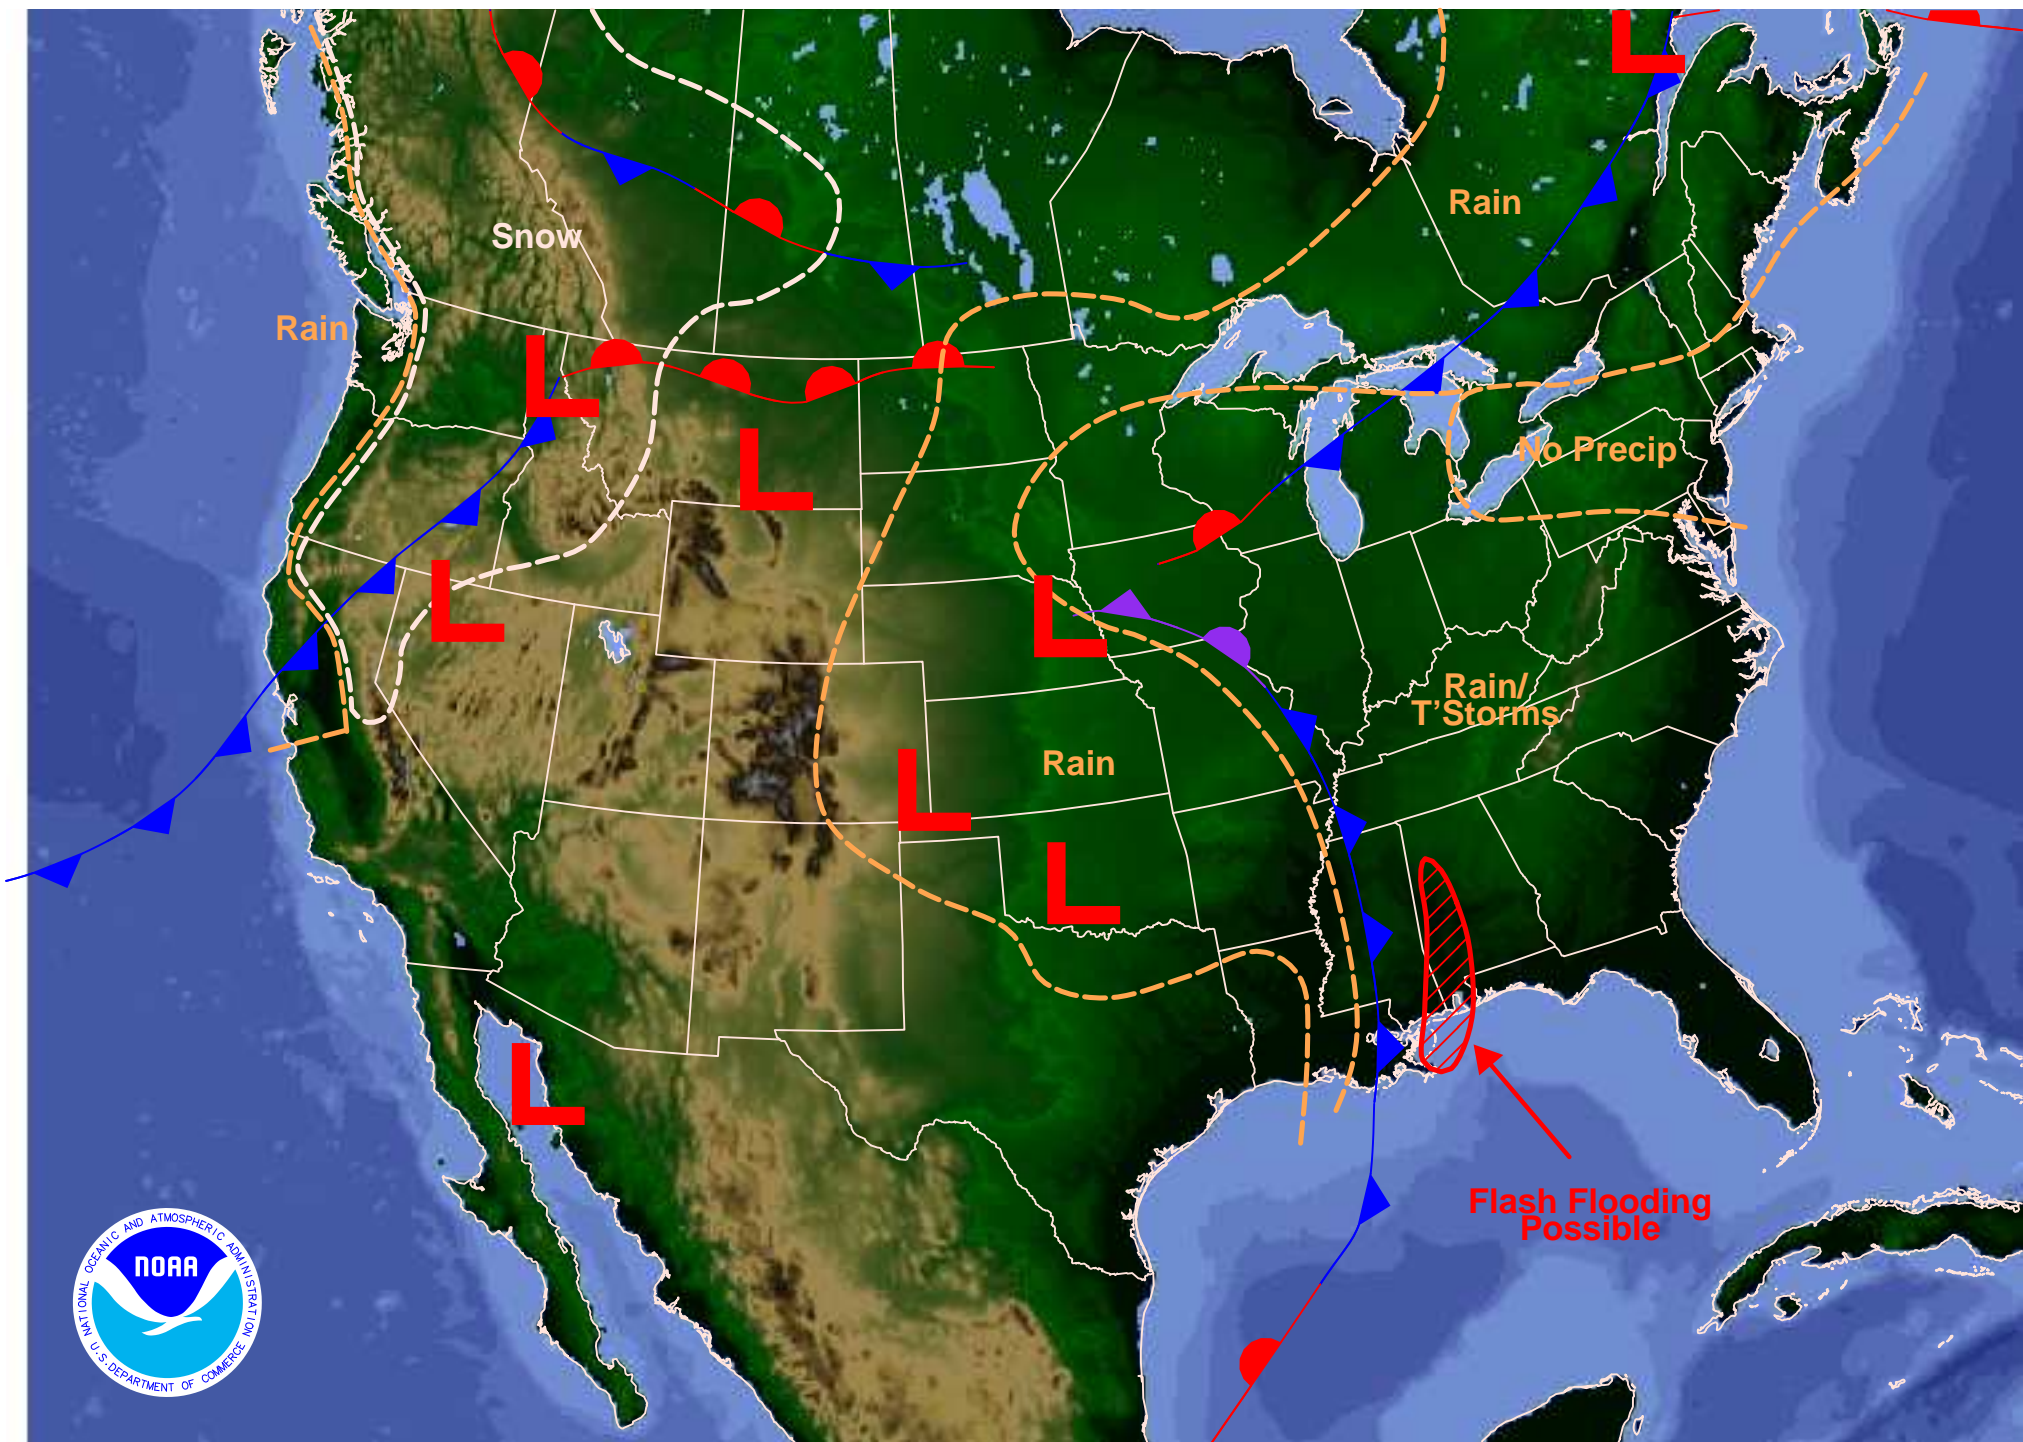 L
Rain
Snow
Rain
L
L
No Precip
L
L
Rain/
T'Storms
L
Rain
L
L
Flash Flooding
Possible
NATIONAL OCEANIC AND ATMOSPHERIC ADMINISTRATION
NOAA
U.S. DEPARTMENT OF COMMERCE